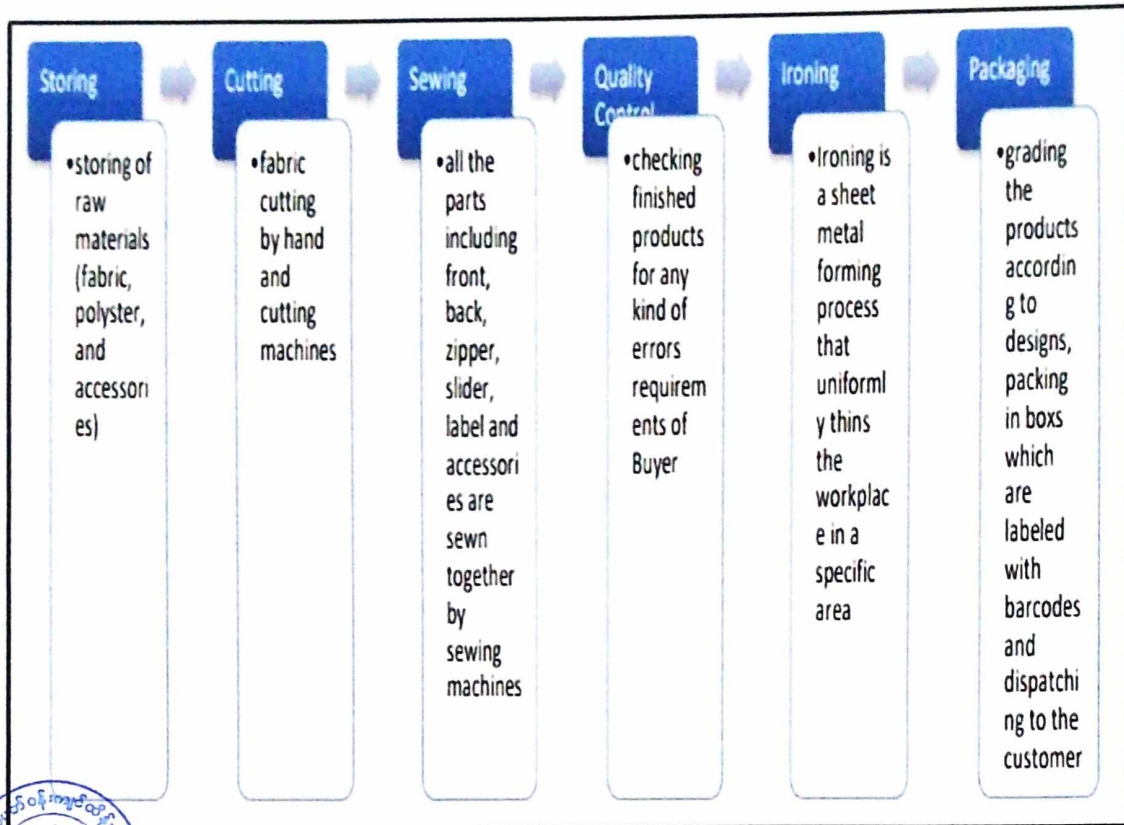 Storing
•storing of
raw
materials
(fabric,
polyster,
and
accessori
es)
Cutting
•fabric
cutting
by hand
and
cutting
machines
Sewing
•all the
parts
including
front,
back,
zipper,
slider,
label and
accessori
es are
sewn
together
by
sewing
machines
Quality
Control
•checking
finished
products
for any
kind of
errors
requirem
ents of
Buyer
Ironing
•Ironing is
a sheet
metal
forming
process
that
uniforml
y thins
the
workplac
e in a
specific
area
Packaging
•grading
the
products
accordin
g to
designs,
packing
in boxs
which
are
labeled
with
barcodes
and
dispatchi
ng to the
customer